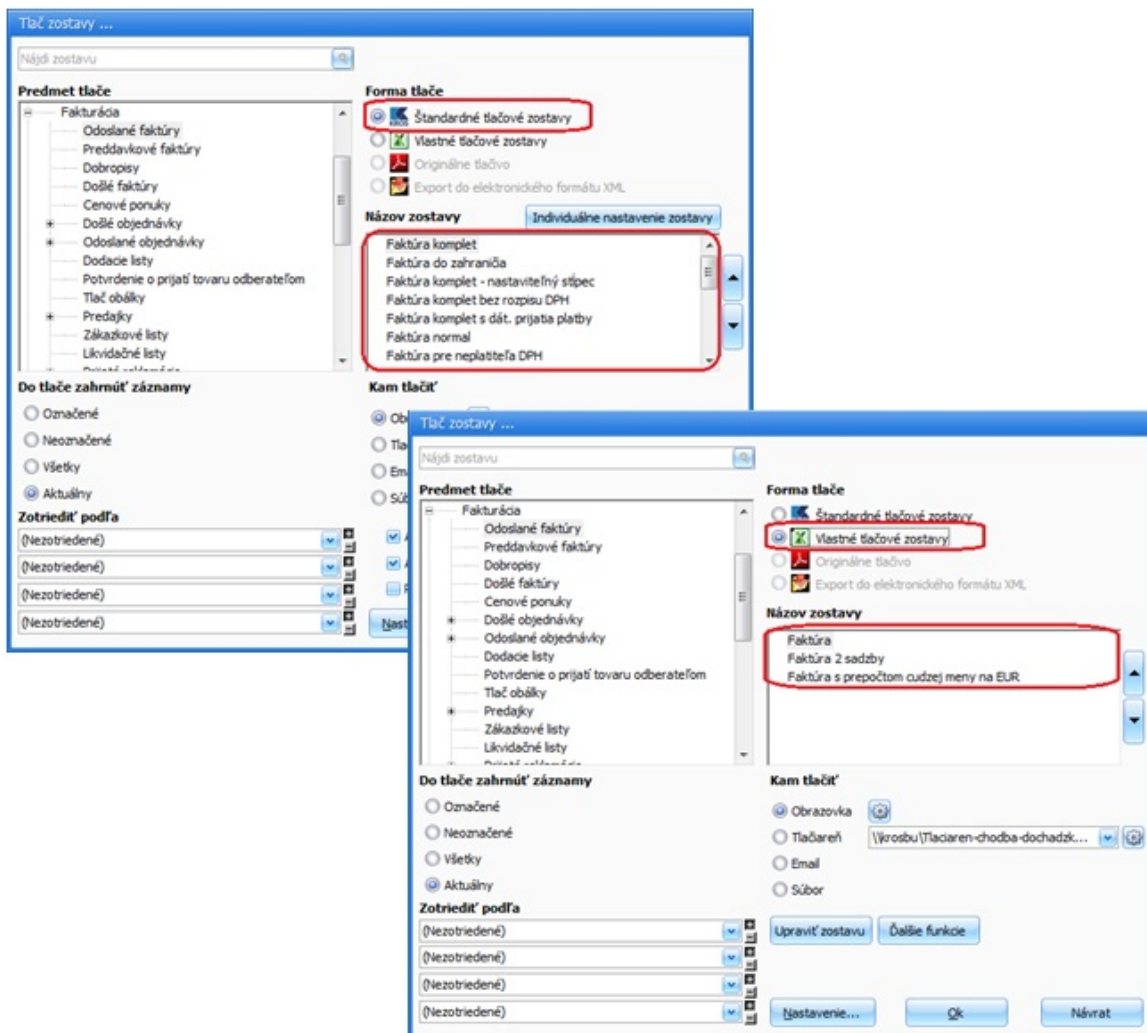 Tlač zostavy ...
Nájdi zostavu
Predmet tlače
Fakturácia
Odoslané faktúry
Preddavkové faktúry
Dobropisy
Došlé faktúry
Cenové ponuky
Došlé objednávky
Odoslané objednávky
Dodacie listy
Potvrdenie o prijatí tovaru odberateľom
Tlač obálky
Predajky
Zákazkové listy
Likvidačné listy
Forma tlače
Štandardné tlačové zostavy
Vlastné tlačové zostavy
Originálne tlačivo
Export do elektronického formátu XML
Názov zostavy
Individuálne nastavenie zostavy
Faktúra komplet
Faktúra do zahraničia
Faktúra komplet - nastaviteľný stĺpec
Faktúra komplet bez rozpisu DPH
Faktúra komplet s dát. prijatia platby
Faktúra normal
Faktúra pre neplatiteľa DPH
Do tlače zahrnúť záznamy
Označené
Neoznačené
Všetky
Aktuálny
Zotriediť podľa
(Nezotriedené)
(Nezotriedené)
(Nezotriedené)
(Nezotriedené)
Kam tlačiť
Tlač zostavy ...
Nájdi zostavu
Predmet tlače
Fakturácia
Odoslané faktúry
Preddavkové faktúry
Dobropisy
Došlé faktúry
Cenové ponuky
Došlé objednávky
Odoslané objednávky
Dodacie listy
Potvrdenie o prijatí tovaru odberateľom
Tlač obálky
Predajky
Zákazkové listy
Likvidačné listy
Forma tlače
Štandardné tlačové zostavy
Vlastné tlačové zostavy
Originálne tlačivo
Export do elektronického formátu XML
Názov zostavy
Faktúra
Faktúra 2 sadzby
Faktúra s prepočtom cudzej meny na EUR
Do tlače zahrnúť záznamy
Označené
Neoznačené
Všetky
Aktuálny
Zotriediť podľa
(Nezotriedené)
(Nezotriedené)
(Nezotriedené)
(Nezotriedené)
Kam tlačiť
Obrazovka
Tlačiareň \\krosbu\Tlaciaren-chodba-dochadzk...
Email
Súbor
Upraviť zostavu Ďalšie funkcie
Nastavenie... Ok Návrat